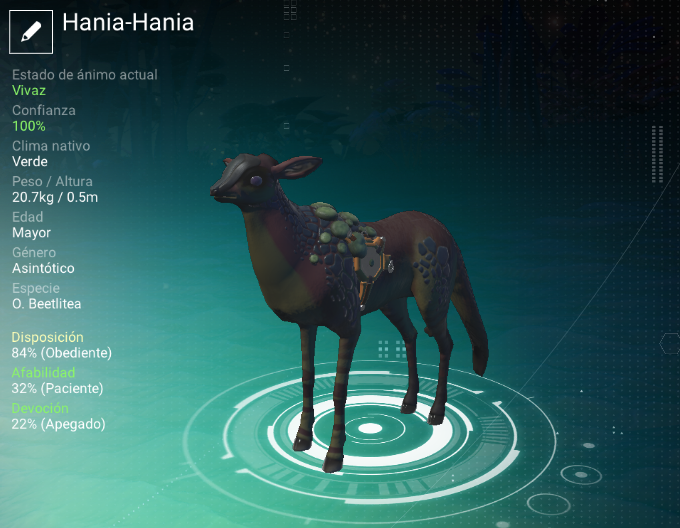 Hania-Hania
Estado de ánimo actual
Vivaz
Confianza
100%
Clima nativo
Verde
Peso / Altura
20.7kg / 0.5m
Edad
Mayor
Género
Asintótico
Especie
O. Beetlitea
Disposición
84% (Obediente)
Afabilidad
32% (Paciente)
Devoción
22% (Apegado)